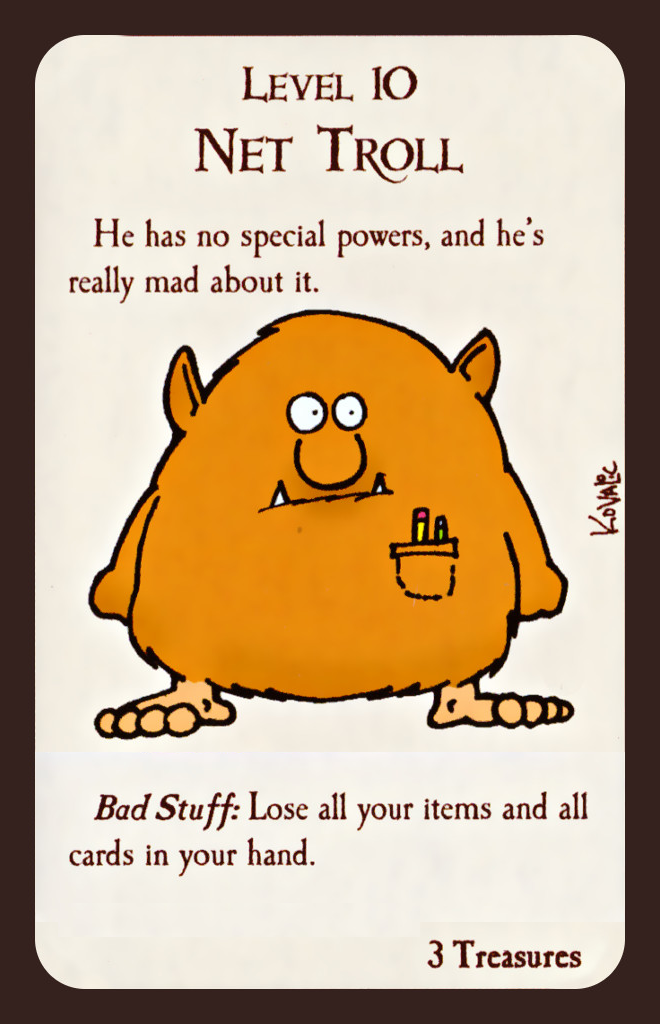 Level 10
Net Troll
He has no special powers, and he's
really mad about it.
Kovalic
Bad Stuff: Lose all your items and all
cards in your hand.
3 Treasures